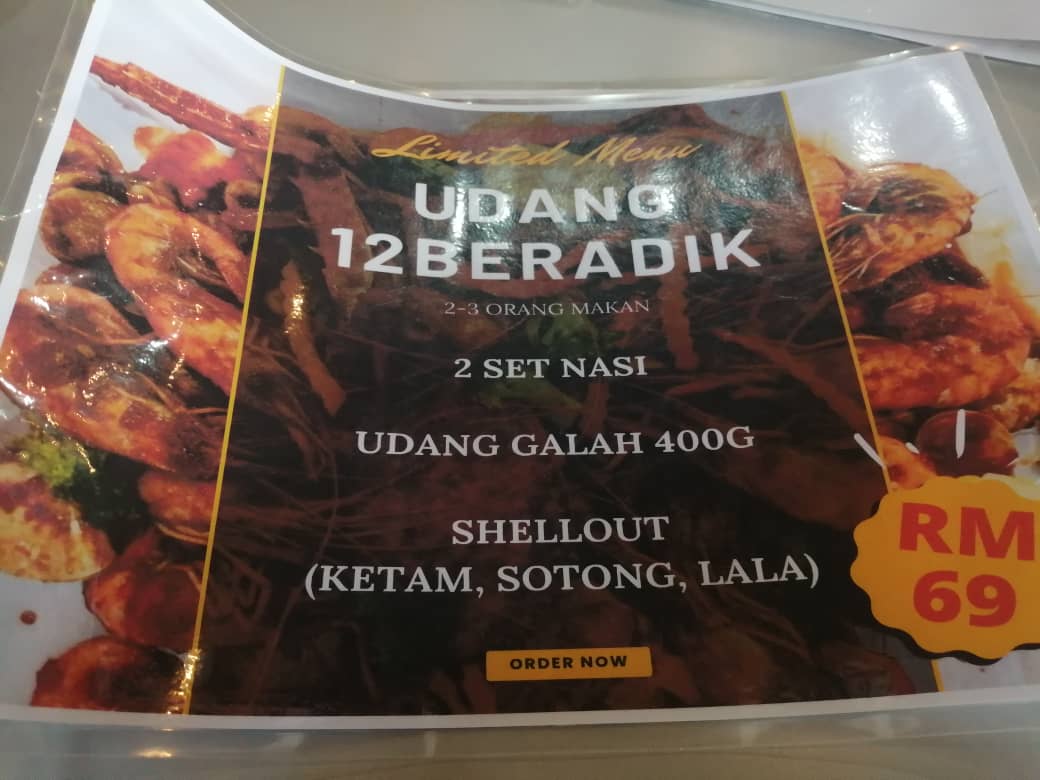 Limited Menu
UDANG
12BERADIK
2-3 ORANG MAKAN
2 SET NASI
UDANG GALAH 400G
SHELLOUT
(KETAM, SOTONG, LALA)
RM
69
ORDER NOW